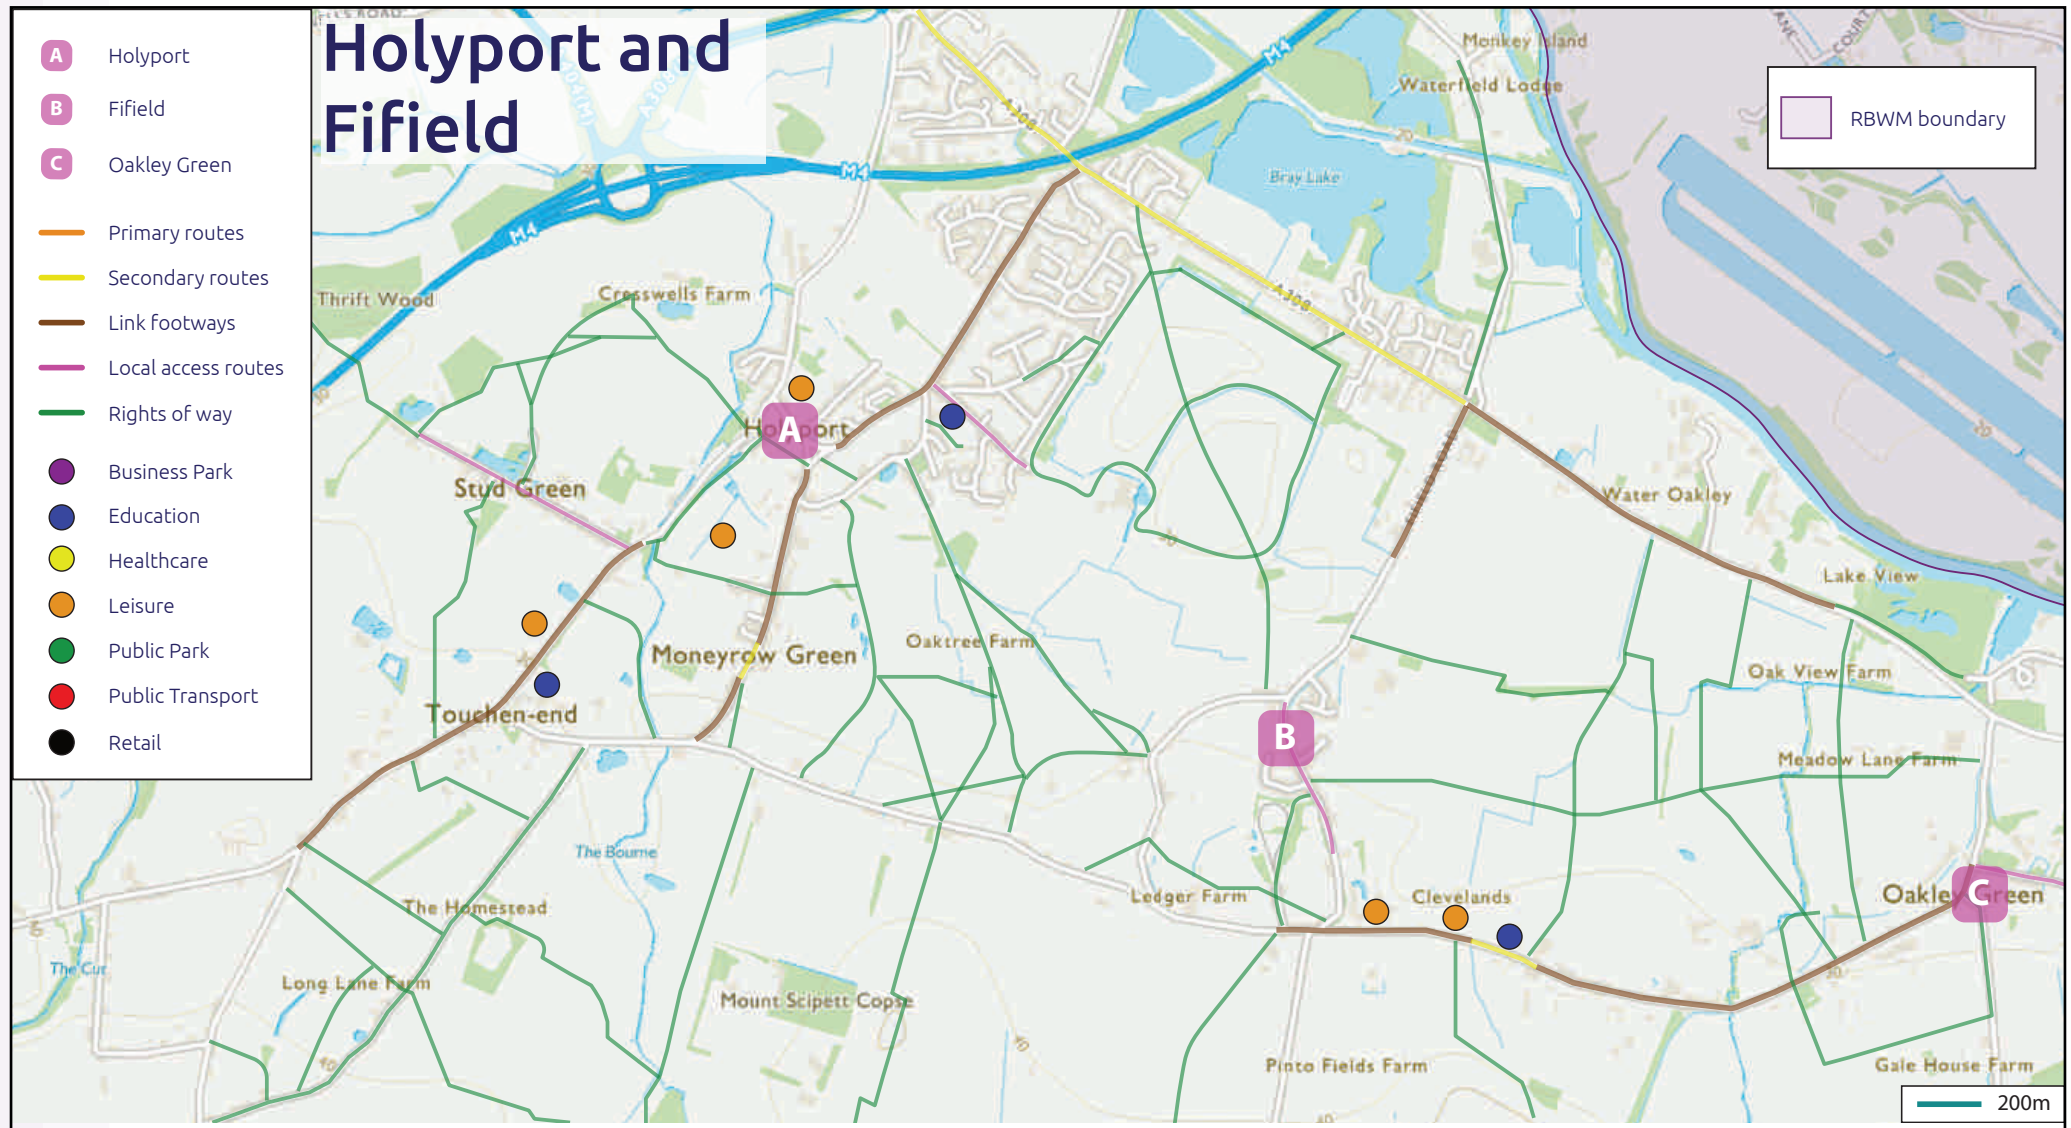 Holyport and
Fifield
A Holyport
B Fifield
C Oakley Green
Primary routes
Secondary routes
Link footways
Local access routes
Rights of way
Business Park
Education
Healthcare
Leisure
Public Park
Public Transport
Retail
RBWM boundary
Monkey Island
Waterfield Lodge
M4
A308
M4
Bray Lake
M4
Thrift Wood
Cresswells Farm
A308
A
Holyport
Stud Green
Water Oakley
Lake View
Oaktree Farm
Moneyrow Green
Oak View Farm
Touchen-end
B
Meadow Lane Farm
The Bourne
Ledger Farm
Clevelands
C
Oakley Green
The Homestead
The Cut
Long Lane Farm
Mount Scipett Copse
Pinto Fields Farm
Gale House Farm
200m